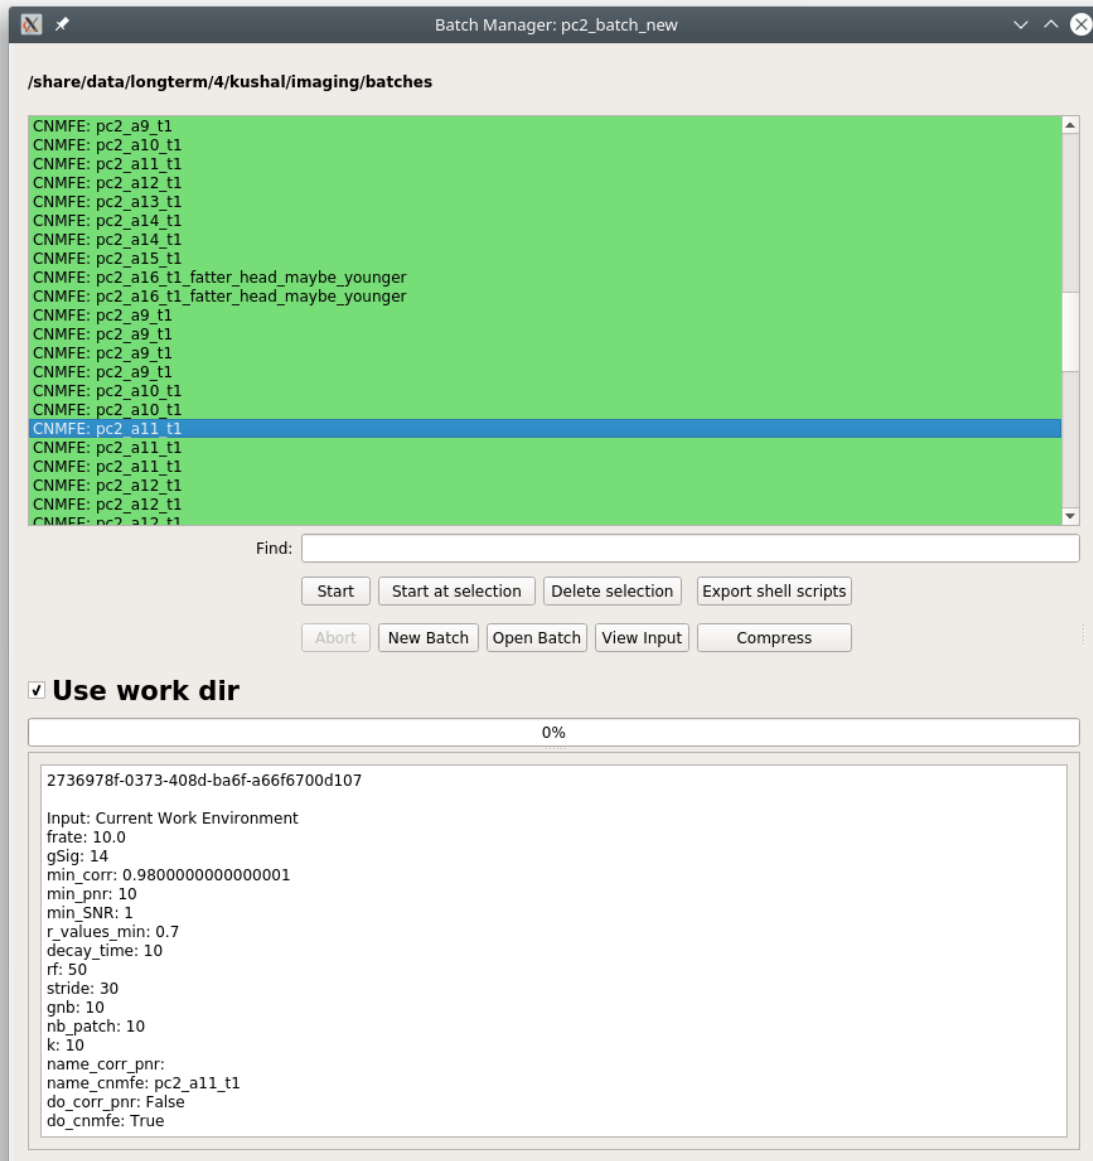 Batch Manager: pc2_batch_new
/share/data/longterm/4/kushal/imaging/batches
CNMFE: pc2_a9_t1
CNMFE: pc2_a10_t1
CNMFE: pc2_a11_t1
CNMFE: pc2_a12_t1
CNMFE: pc2_a13_t1
CNMFE: pc2_a14_t1
CNMFE: pc2_a14_t1
CNMFE: pc2_a15_t1
CNMFE: pc2_a16_t1_fatter_head_maybe_younger
CNMFE: pc2_a16_t1_fatter_head_maybe_younger
CNMFE: pc2_a9_t1
CNMFE: pc2_a9_t1
CNMFE: pc2_a9_t1
CNMFE: pc2_a9_t1
CNMFE: pc2_a10_t1
CNMFE: pc2_a10_t1
CNMFE: pc2_a11_t1
CNMFE: pc2_a11_t1
CNMFE: pc2_a11_t1
CNMFE: pc2_a12_t1
CNMFE: pc2_a12_t1
CNMFE: pc2_a12_t1
Find:
Start Start at selection Delete selection Export shell scripts
Abort New Batch Open Batch View Input Compress
Use work dir
0%
2736978f-0373-408d-ba6f-a66f6700d107
Input: Current Work Environment
frate: 10.0
gSig: 14
min_corr: 0.9800000000000001
min_pnr: 10
min_SNR: 1
r_values_min: 0.7
decay_time: 10
rf: 50
stride: 30
gnb: 10
nb_patch: 10
k: 10
name_corr_pnr:
name_cnmfe: pc2_a11_t1
do_corr_pnr: False
do_cnmfe: True